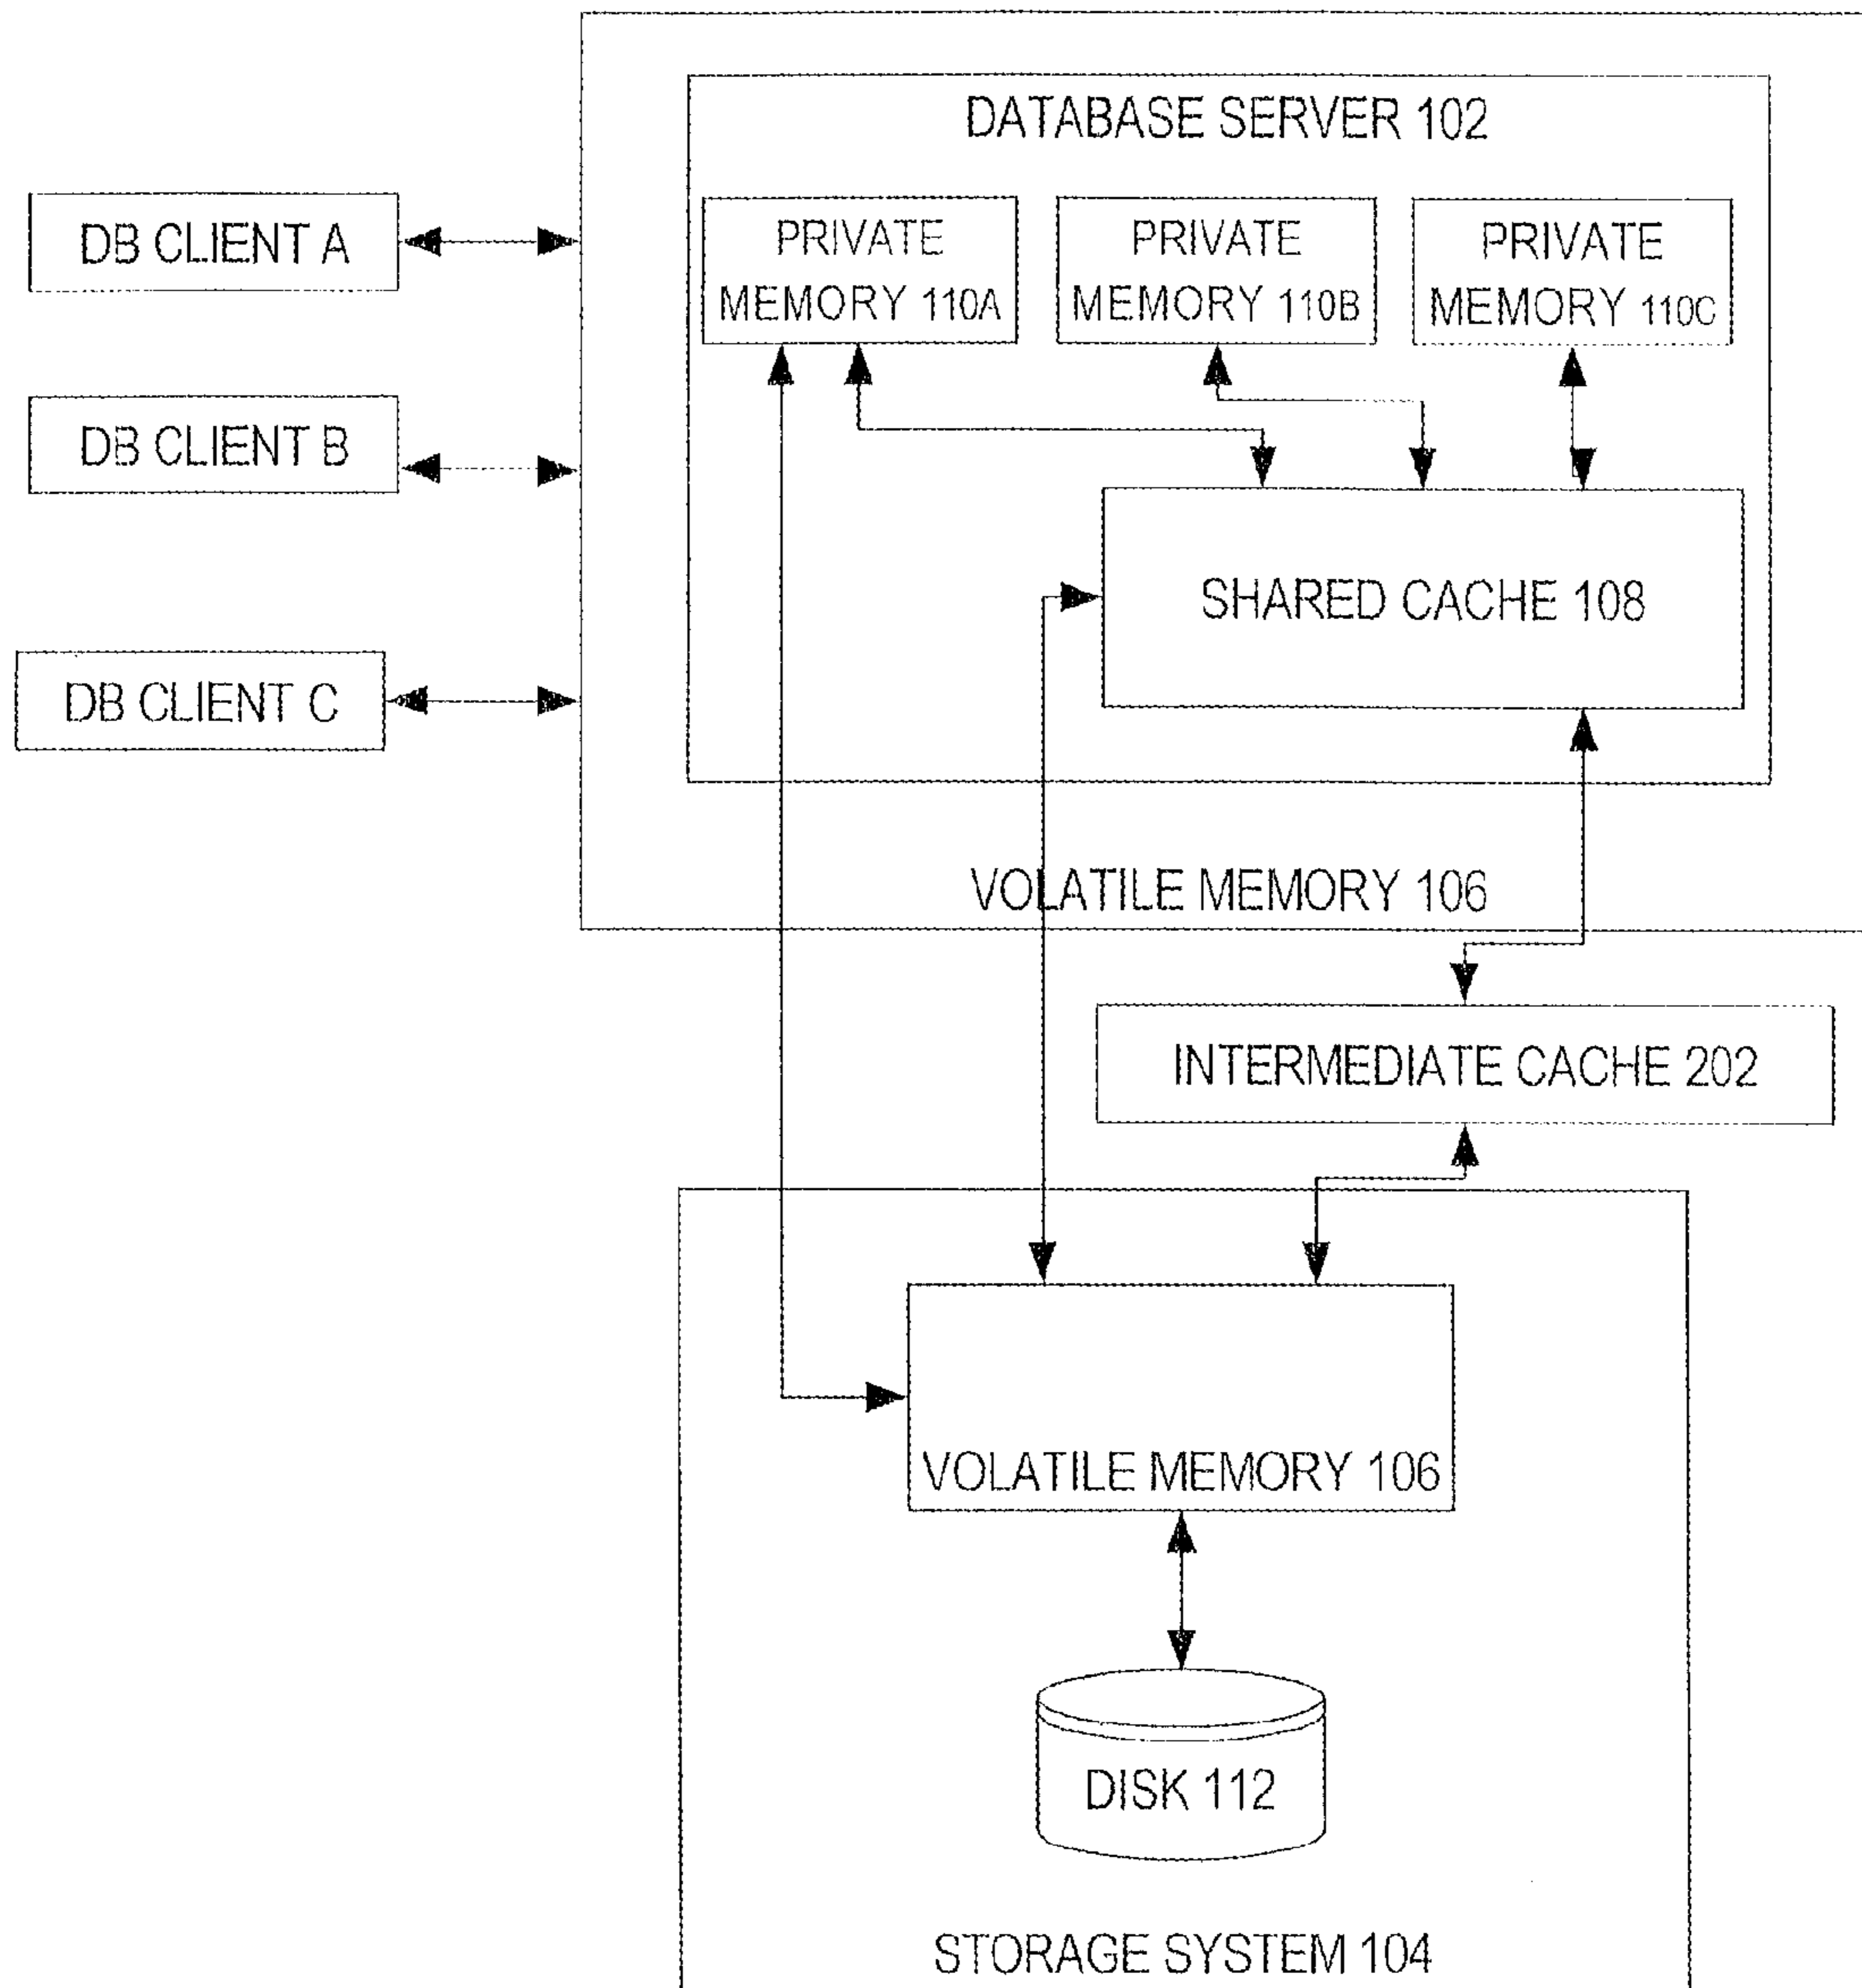 DATABASE SERVER 102
DB CLIENT A
PRIVATE
MEMORY 110A
PRIVATE
MEMORY 110B
PRIVATE
MEMORY 110C
DB CLIENT B
SHARED CACHE 108
DB CLIENT C
VOLATILE MEMORY 106
INTERMEDIATE CACHE 202
VOLATILE MEMORY 106
DISK 112
STORAGE SYSTEM 104